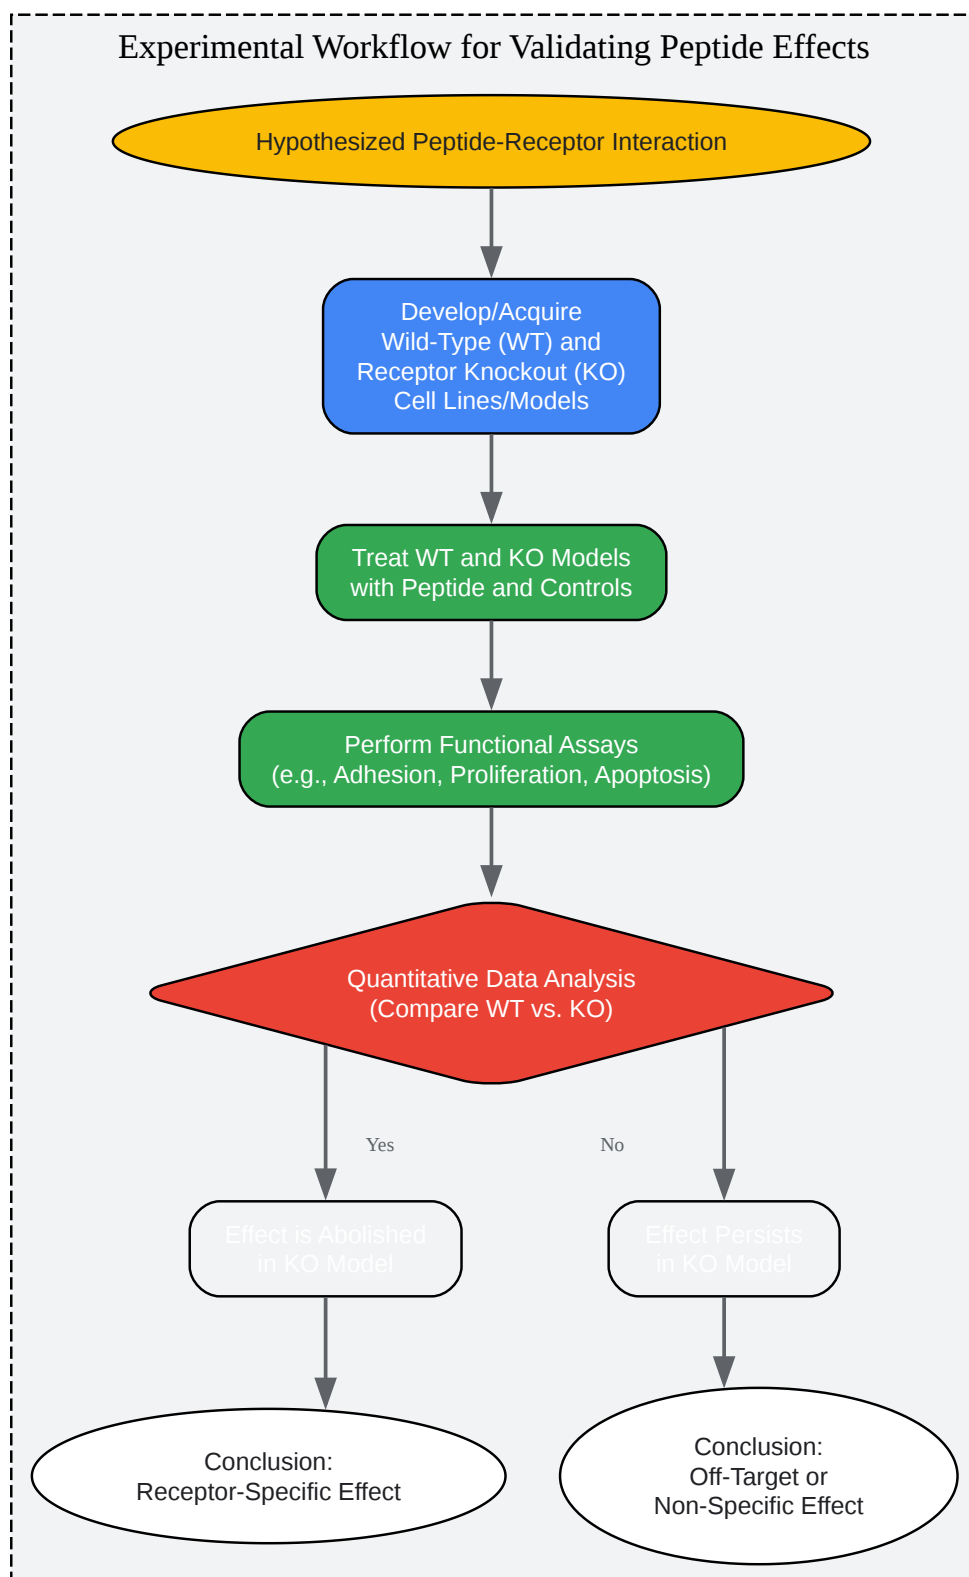 Experimental Workflow for Validating Peptide Effects
Hypothesized Peptide-Receptor Interaction
Develop/Acquire
Wild-Type (WT) and
Receptor Knockout (KO)
Cell Lines/Models
Treat WT and KO Models
with Peptide and Controls
Perform Functional Assays
(e.g., Adhesion, Proliferation, Apoptosis)
Quantitative Data Analysis
(Compare WT vs. KO)
Yes
No
Effect is Abolished
in KO Model
Effect Persists
in KO Model
Conclusion:
Receptor-Specific Effect
Conclusion:
Off-Target or
Non-Specific Effect